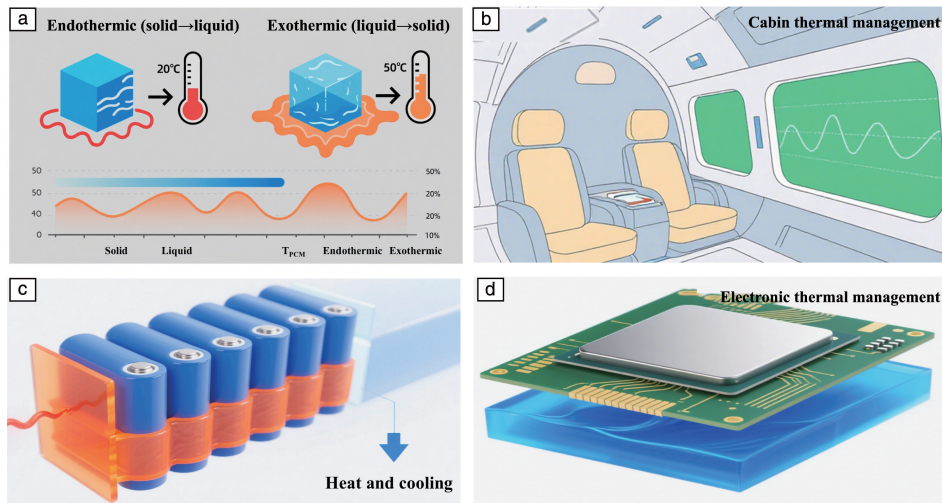 a
Endothermic (solid→liquid)
Exothermic (liquid→solid)
20℃
50℃
50
50
40
0
50%
20%
20%
10%
Solid
Liquid
TPCM
Endothermic
Exothermic
b
Cabin thermal management
c
Heat and cooling
d
Electronic thermal management